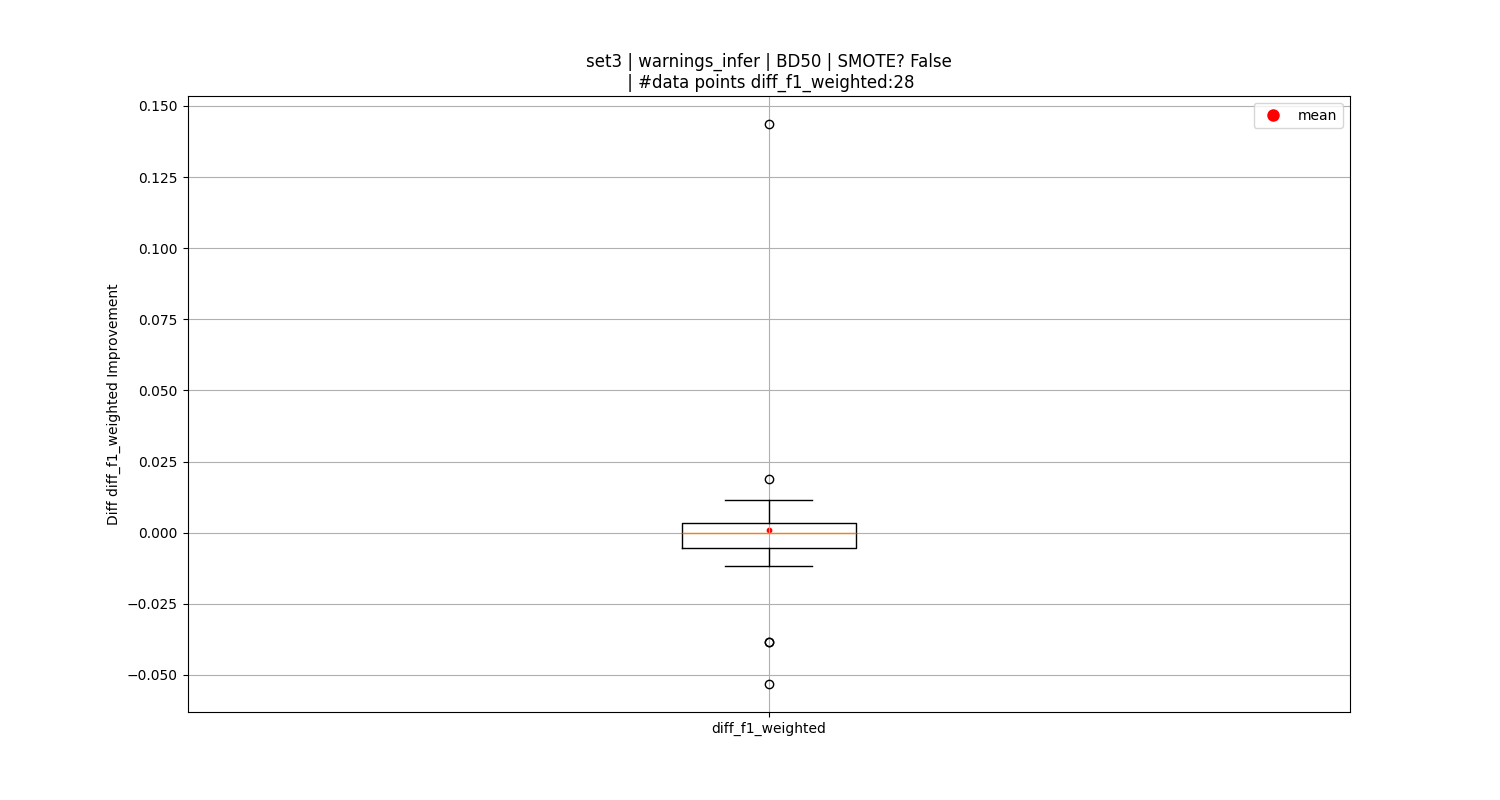 set3 | warnings_infer | BD50 | SMOTE? False
| #data points diff_f1_weighted:28
mean
0.150
0.125
0.100
0.075
0.050
0.025
0.000
−0.025
−0.050
Diff diff_f1_weighted Improvement
diff_f1_weighted